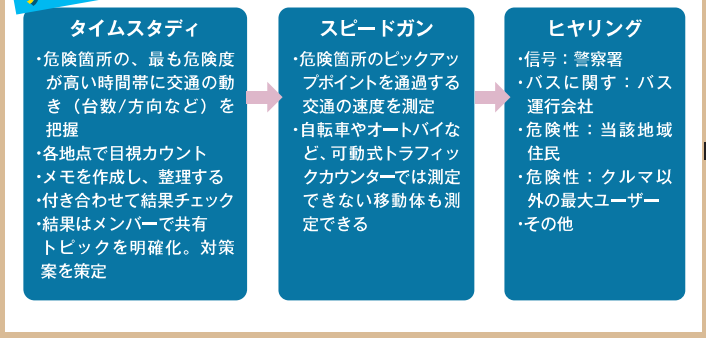 タイムスタディ
・危険箇所の、最も危険度
が高い時間帯に交通の動
き（台数/方向など）を
把握
・各地点で目視カウント
・メモを作成し、整理する
・付き合わせて結果チェック
・結果はメンバーで共有
トピックを明確化。対策
案を策定
スピードガン
・危険箇所のピックアッ
プポイントを通過する
交通の速度を測定
・自転車やオートバイな
ど、可動式トラフィッ
クカウンターでは測定
できない移動体も測
定できる
ヒヤリング
・信号：警察署
・バスに関す：バス
運行会社
・危険性：当該地域
住民
・危険性：クルマ以
外の最大ユーザー
・その他